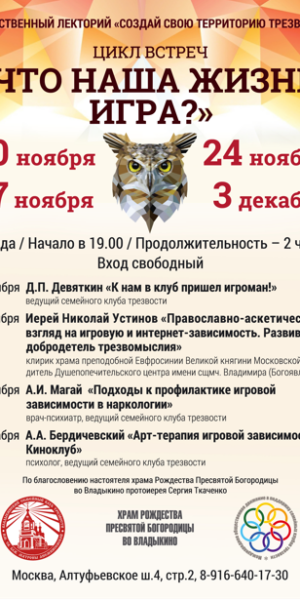 СТВЕННЫЙ ЛЕКТОРИЙ «СОЗДАЙ СВОЮ ТЕРРИТОРИЮ ТРЕЗВ
ЦИКЛ ВСТРЕЧ
ЧТО НАША ЖИЗНЬ
ИГРА?»
0 ноября 24 нояб
7 ноября 3 декаб
да / Начало в 19.00 / Продолжительность – 2 ч
Вход свободный
бря Д.П. Девяткин «К нам в клуб пришел игроман!»
ведущий семейного клуба трезвости
бря Иерей Николай Устинов «Православно-аскетическ
взгляд на игровую и интернет-зависимость. Развив
добродетель трезвомыслия»
клирик храма преподобной Евфросинии Великой княгини Московской
дитель Душепопечительского центра имени сщмч. Владимира (Богоявл
бря А.И. Магай «Подходы к профилактике игровой
зависимости в наркологии»
врач-психиатр, ведущий семейного клуба трезвости
бря А.А. Бердичевский «Арт-терапия игровой зависимос
Киноклуб»
психолог, ведущий семейного клуба трезвости
По благословению настоятеля храма Рождества Пресвятой Богородицы
во Владыкино протоиерея Сергия Ткаченко
ХРАМ РОЖДЕСТВА
ПРЕСВЯТОЙ БОГОРОДИЦЫ
ВО ВЛАДЫКИНО
Москва, Алтуфьевское ш.4, стр.2, 8-916-640-17-30